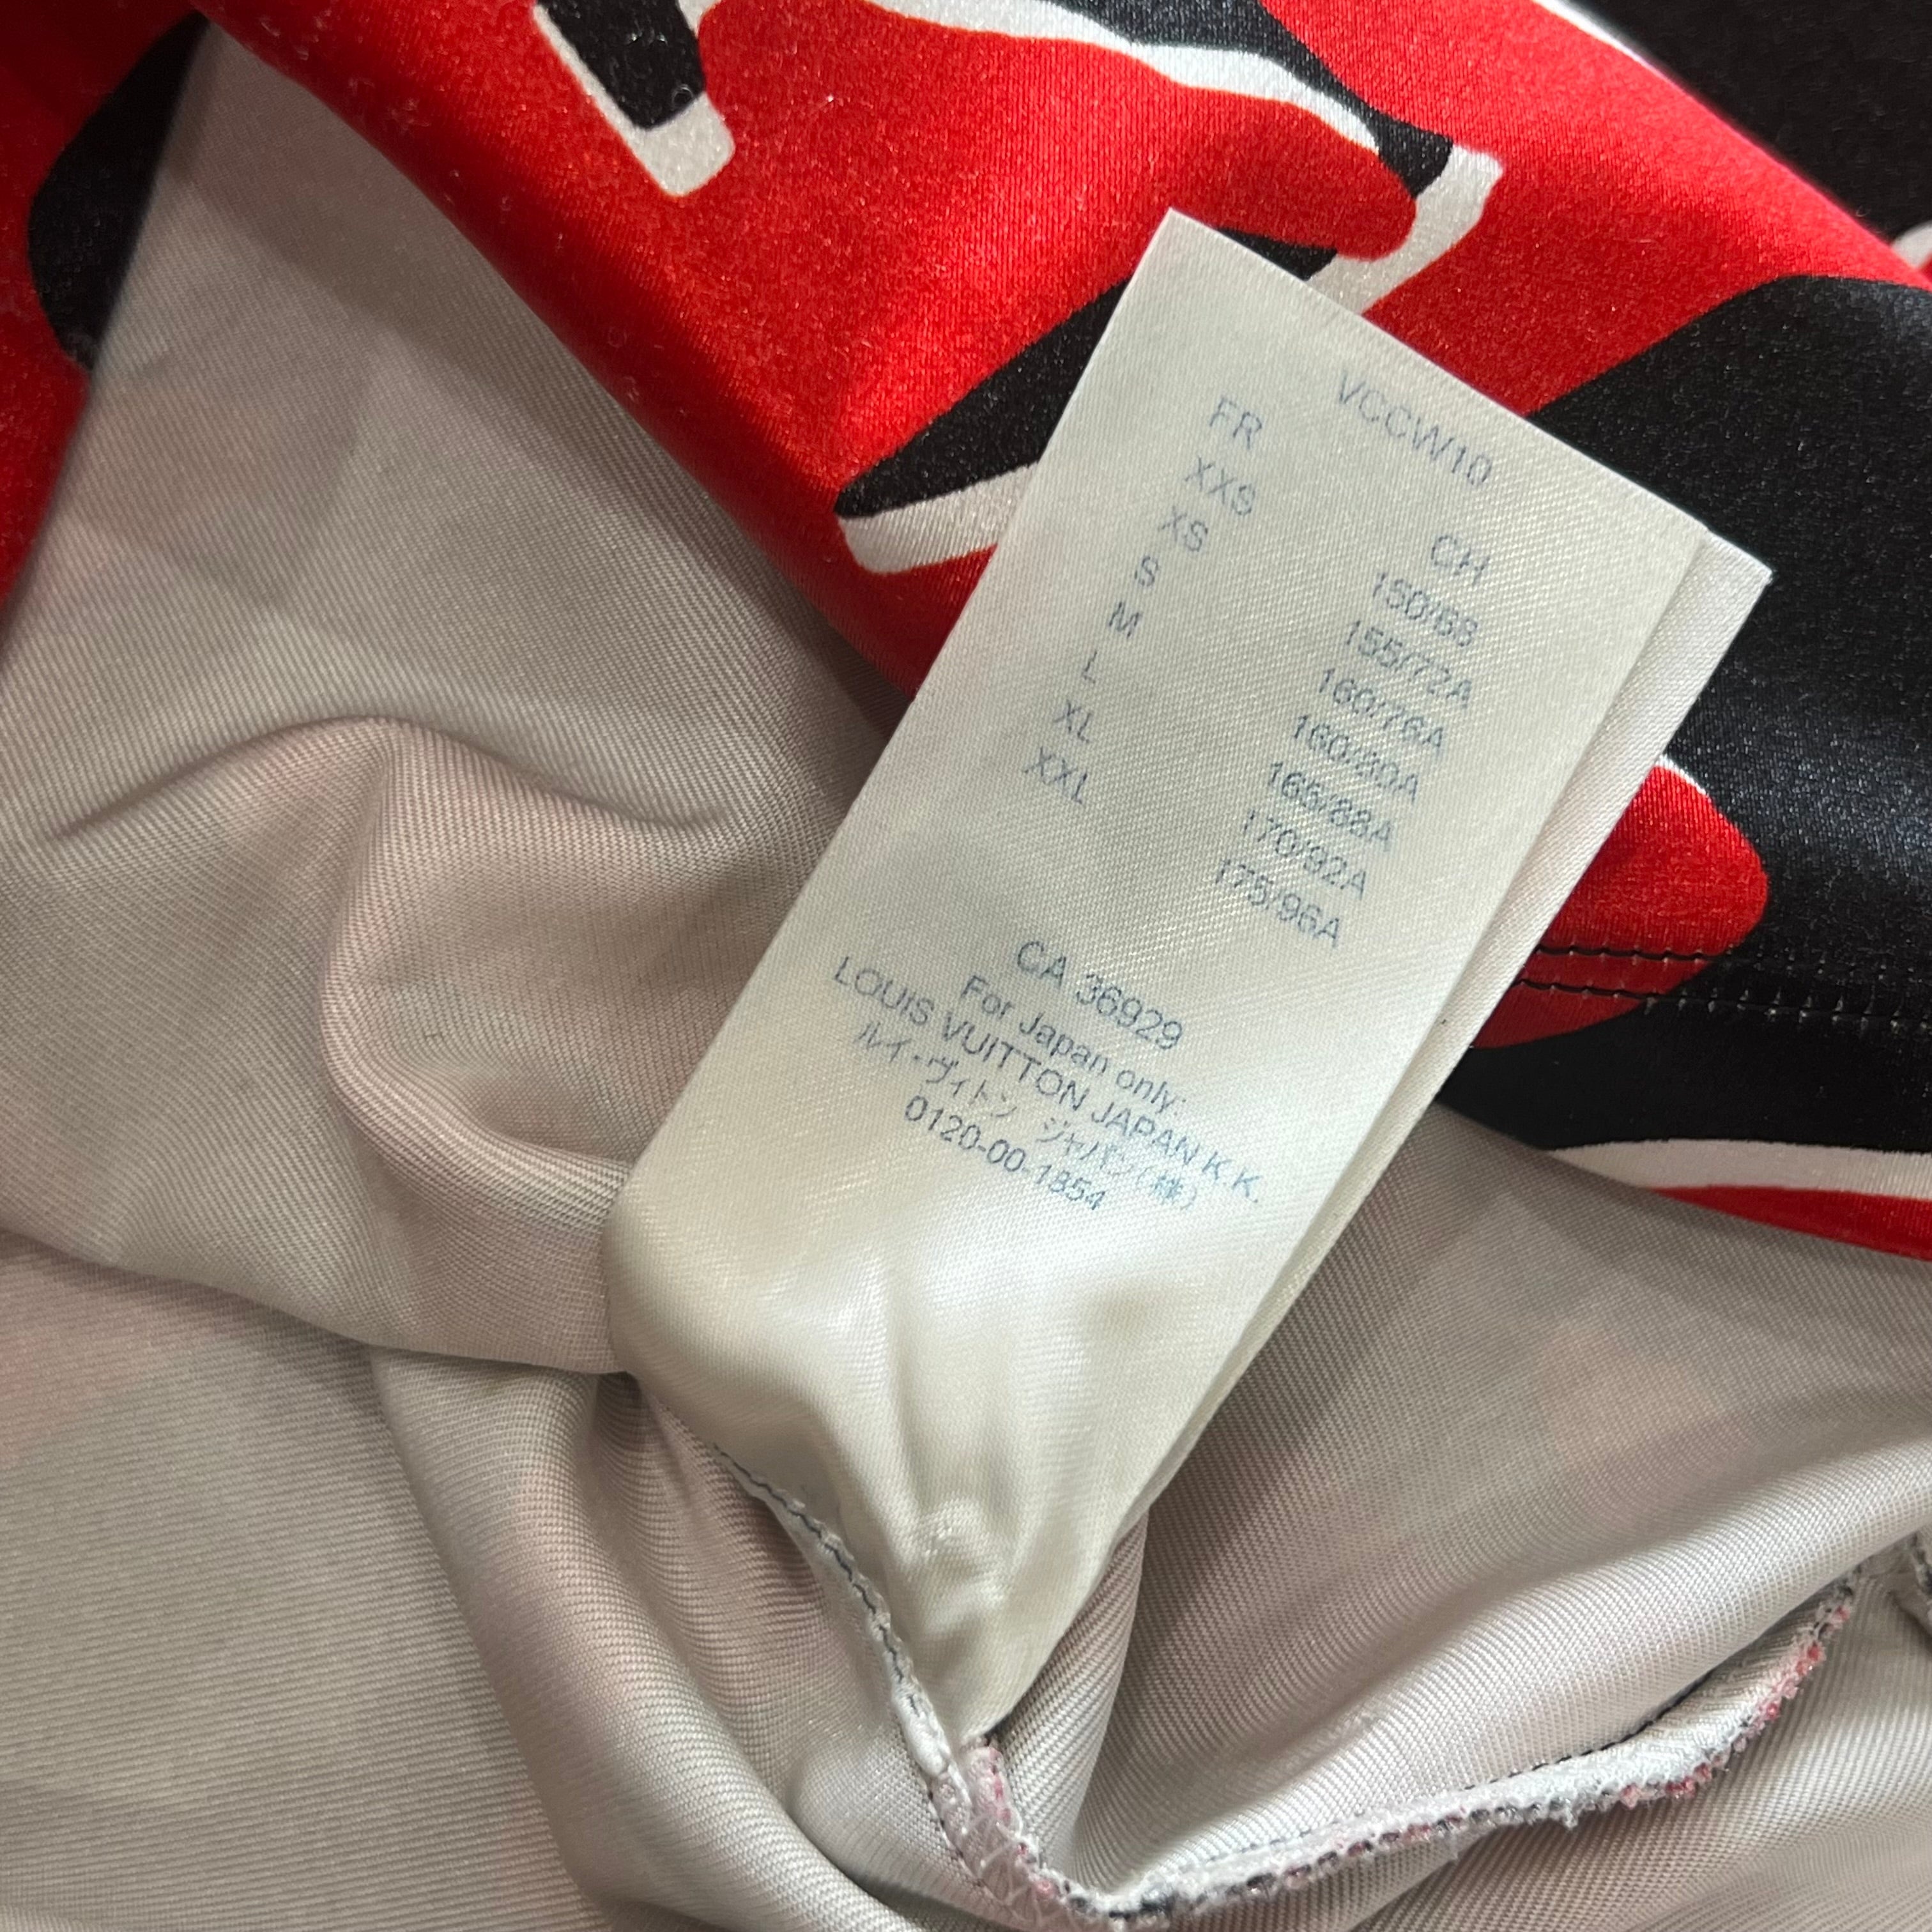 VCCW10
FR CH
XXS 150/68
XS 155/72A
S 160/76A
M 160/80A
L 165/88A
XL 170/92A
XXL 175/96A
CA 36929
For Japan only:
LOUIS VUITTON JAPAN K.K.
ルイ・ヴィトン ジャパン(株)
0120-00-1854